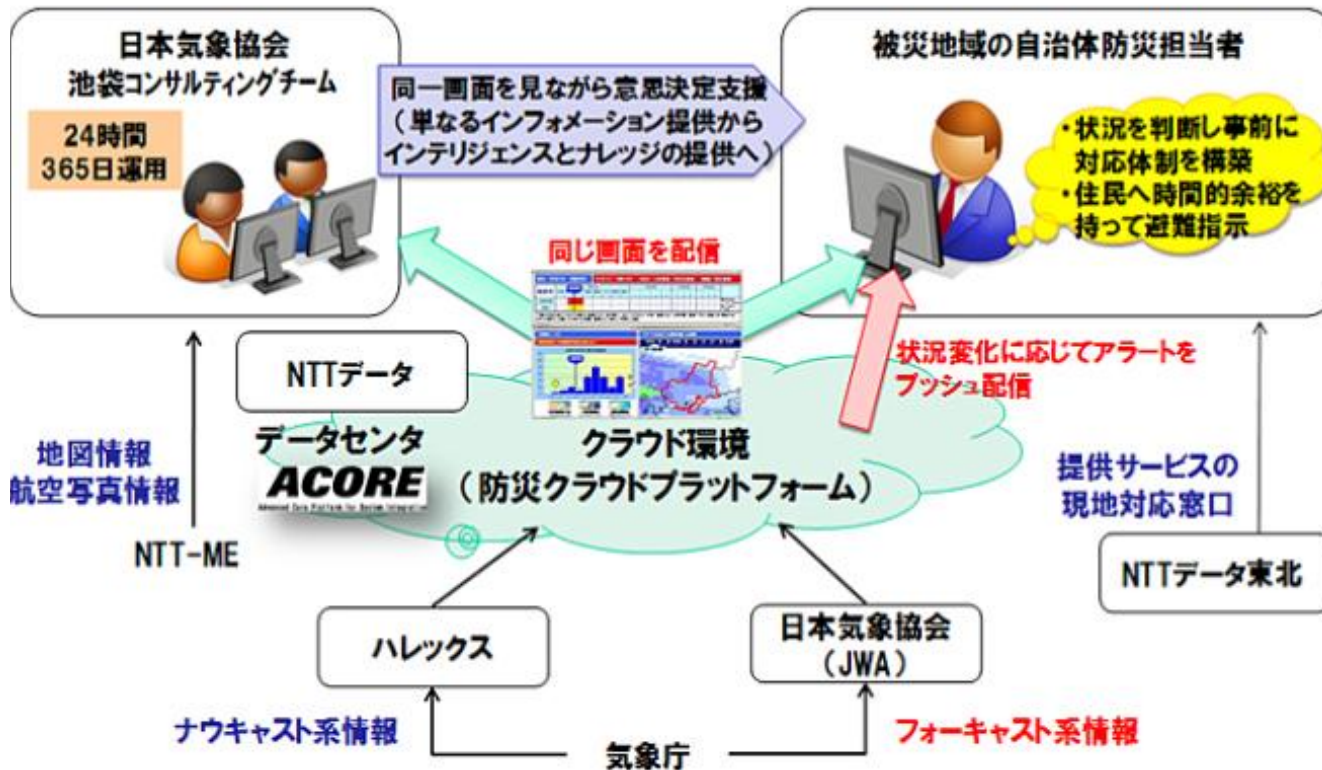 日本気象協会
池袋コンサルティングチーム
24時間
365日運用
同一画面を見ながら意思決定支援
（単なるインフォメーション提供から
インテリジェンスとナレッジの提供へ）
被災地域の自治体防災担当者
・状況を判断し事前に
対応体制を構築
・住民へ時間的余裕を
持って避難指示
同じ画面を配信
状況変化に応じてアラートを
プッシュ配信
NTTデータ
データセンタ
ACORE
クラウド環境
（防災クラウドプラットフォーム）
地図情報
航空写真情報
NTT-ME
提供サービスの
現地対応窓口
NTTデータ東北
ハレックス
日本気象協会
（JWA）
ナウキャスト系情報
フォーキャスト系情報
気象庁